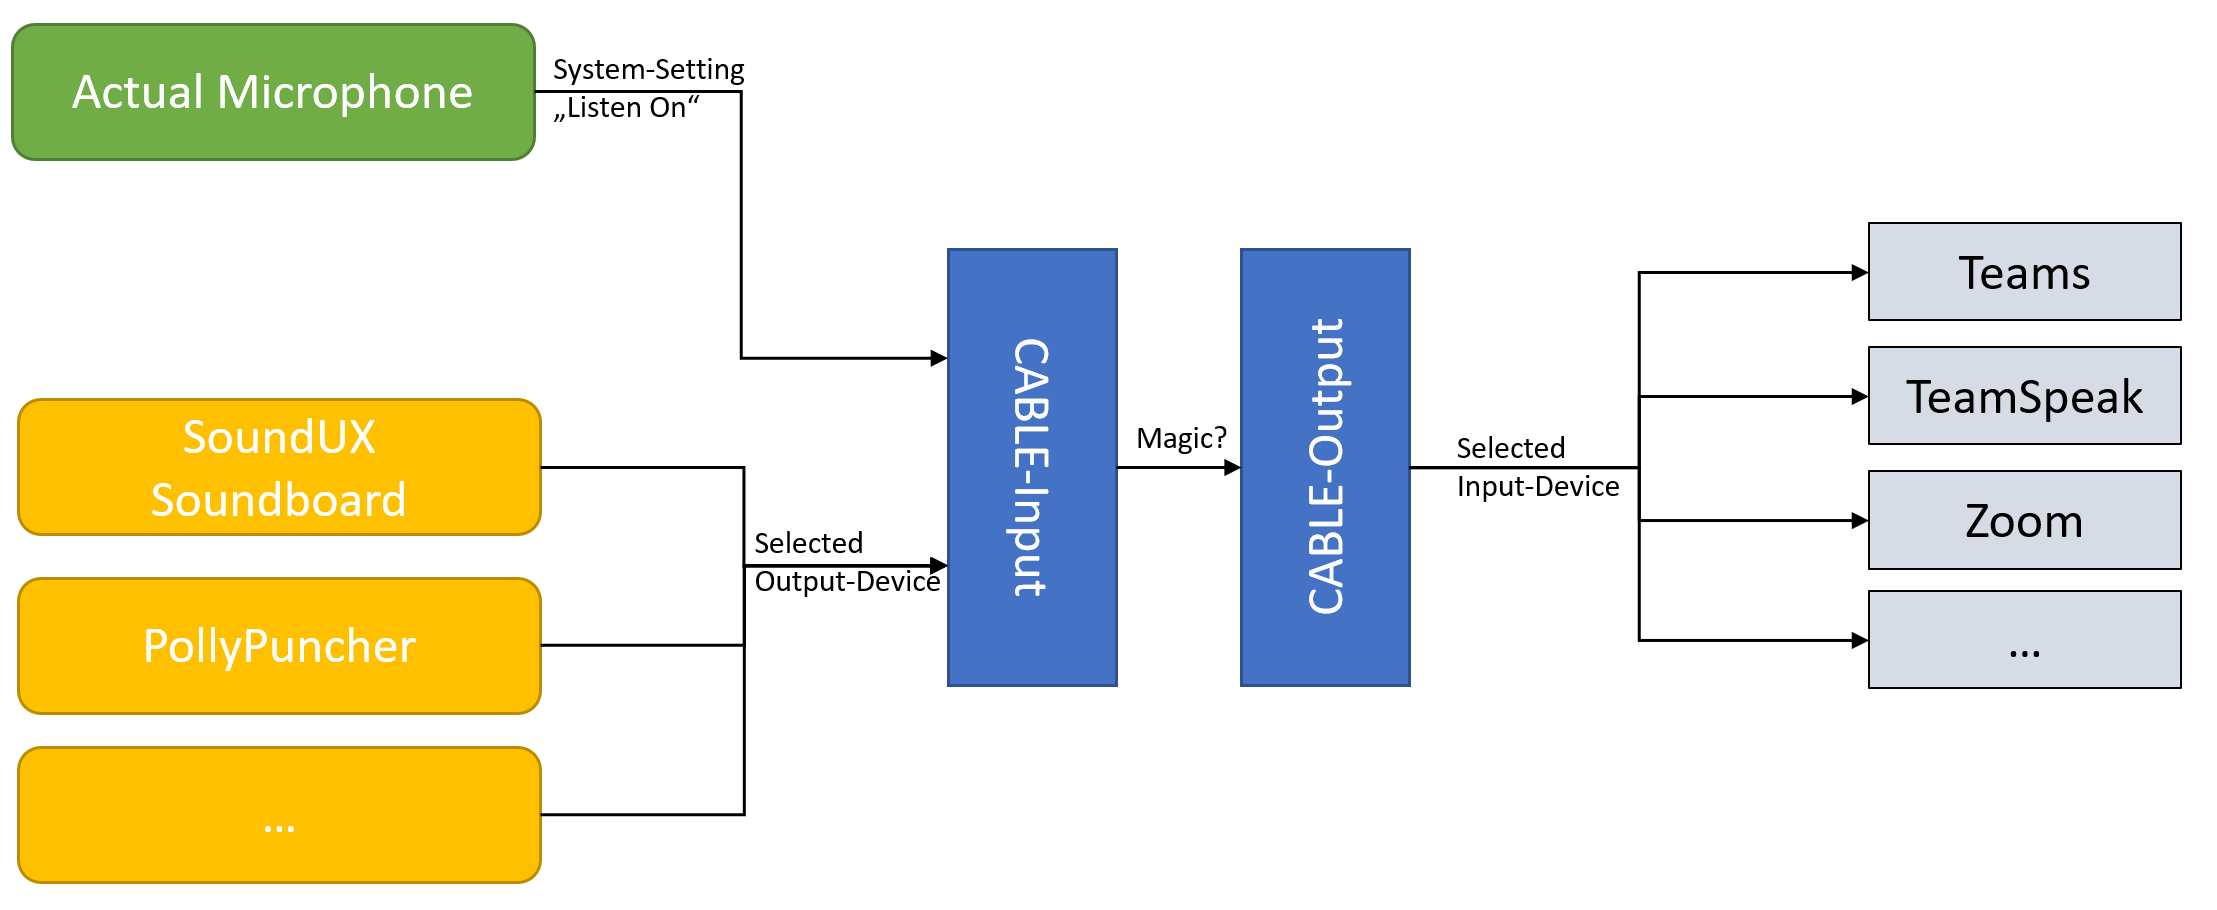 Actual Microphone
System-Setting
„Listen On“
SoundUX
Soundboard
PollyPuncher
...
Selected
Output-Device
CABLE-Input
Magic?
CABLE-Output
Selected
Input-Device
Teams
TeamSpeak
Zoom
...